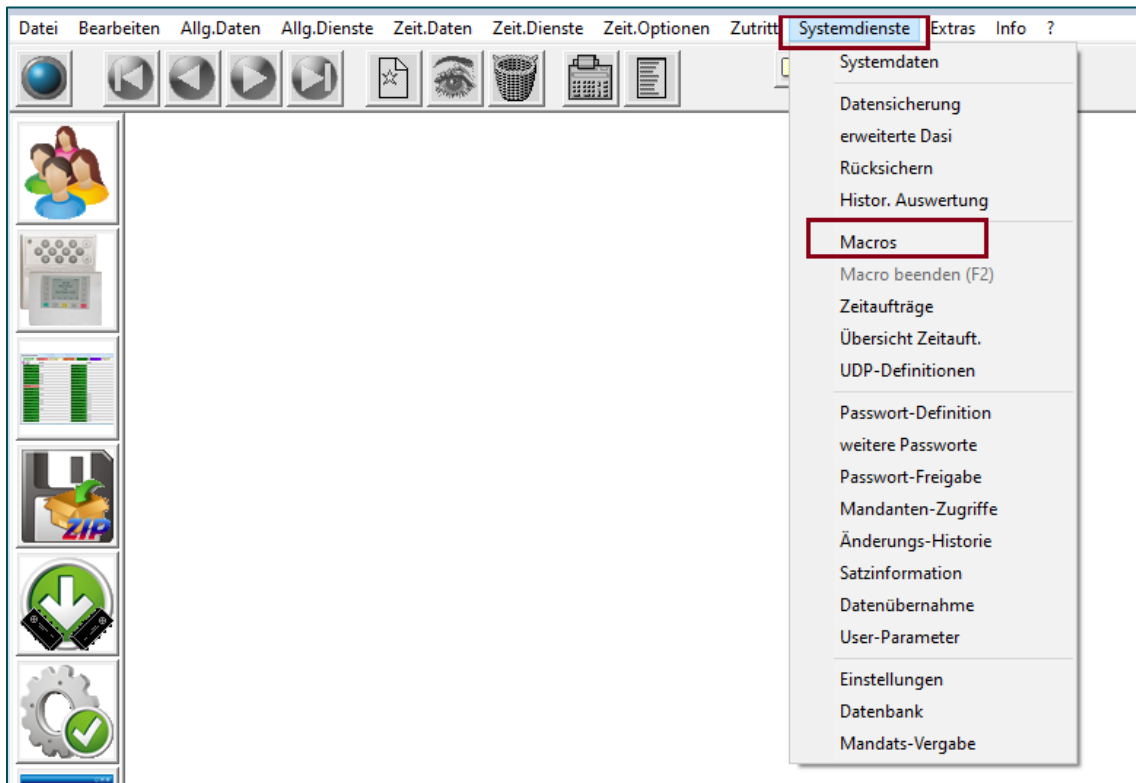 Datei Bearbeiten Allg.Daten Allg.Dienste Zeit.Daten Zeit.Dienste Zeit.Optionen Zutritt Systemdienste Extras Info ?
Systemdaten
Datensicherung
erweiterte Dasi
Rücksichern
Histor. Auswertung
Macros
Macro beenden (F2)
Zeitaufträge
Übersicht Zeitauft.
UDP-Definitionen
Passwort-Definition
weitere Passworte
Passwort-Freigabe
Mandanten-Zugriffe
Änderungs-Historie
Satzinformation
Datenübernahme
User-Parameter
Einstellungen
Datenbank
Mandats-Vergabe
ZIP